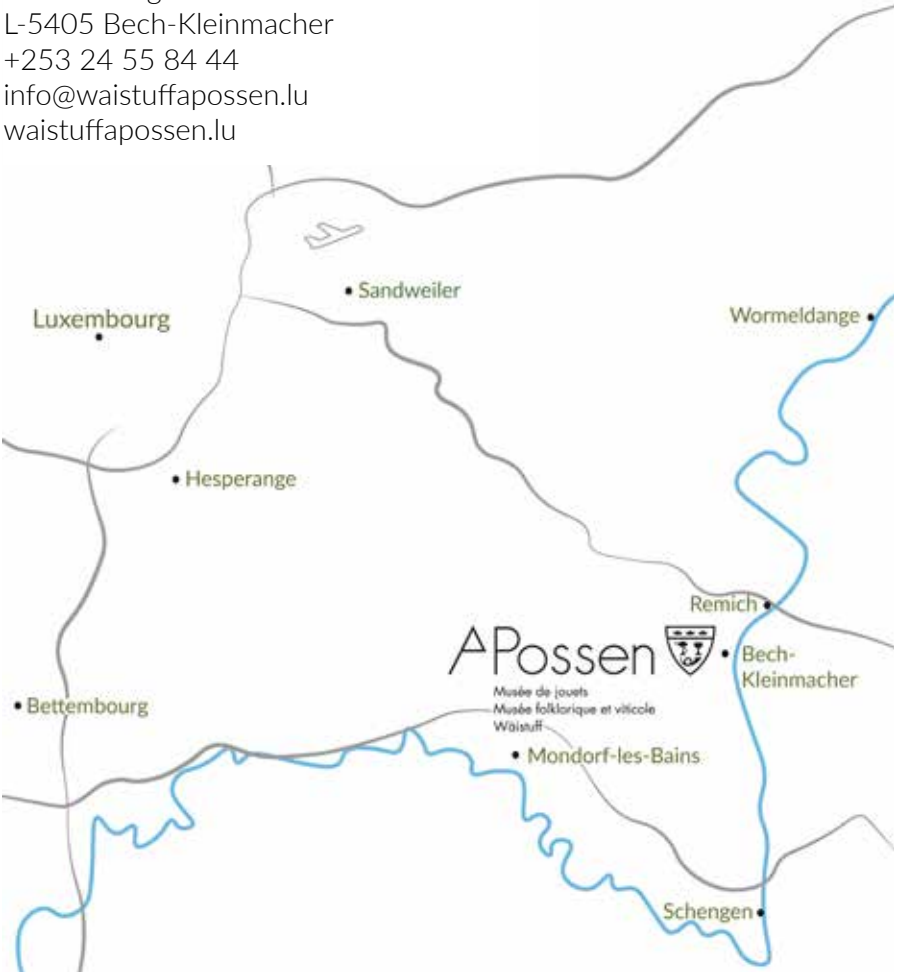 L-5405 Bech-Kleinmacher
+253 24 55 84 44
info@waistuffapossen.lu
waistuffapossen.lu
Sandweiler
Luxembourg
Wormeldange
Hesperange
Remich
APossen
Bech-
Kleinmacher
Musée de jouets
Musée folklorique et viticole
Wäistuff
Bettembourg
Mondorf-les-Bains
Schengen